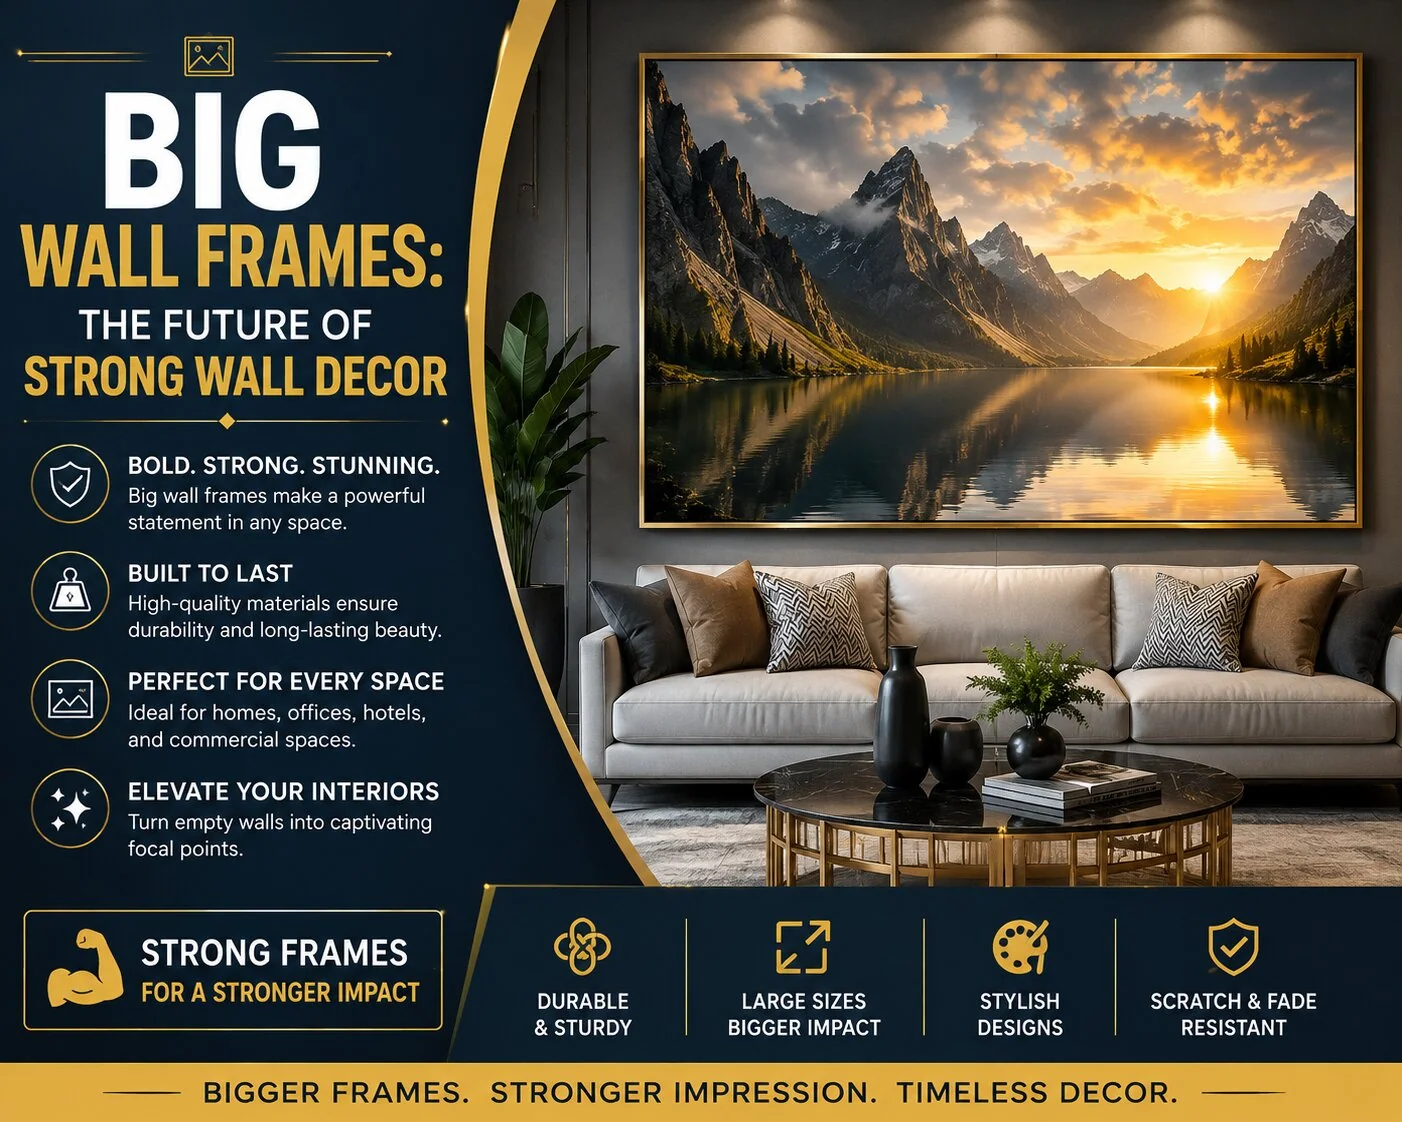 BIG
WALL FRAMES:
THE FUTURE OF
STRONG WALL DECOR
BOLD. STRONG. STUNNING.
Big wall frames make a powerful
statement in any space.
BUILT TO LAST
High-quality materials ensure
durability and long-lasting beauty.
PERFECT FOR EVERY SPACE
Ideal for homes, offices, hotels,
and commercial spaces.
ELEVATE YOUR INTERIORS
Turn empty walls into captivating
focal points.
STRONG FRAMES
FOR A STRONGER IMPACT
DURABLE
& STURDY
LARGE SIZES
BIGGER IMPACT
STYLISH
DESIGNS
SCRATCH & FADE
RESISTANT
BIGGER FRAMES. STRONGER IMPRESSION. TIMELESS DECOR.